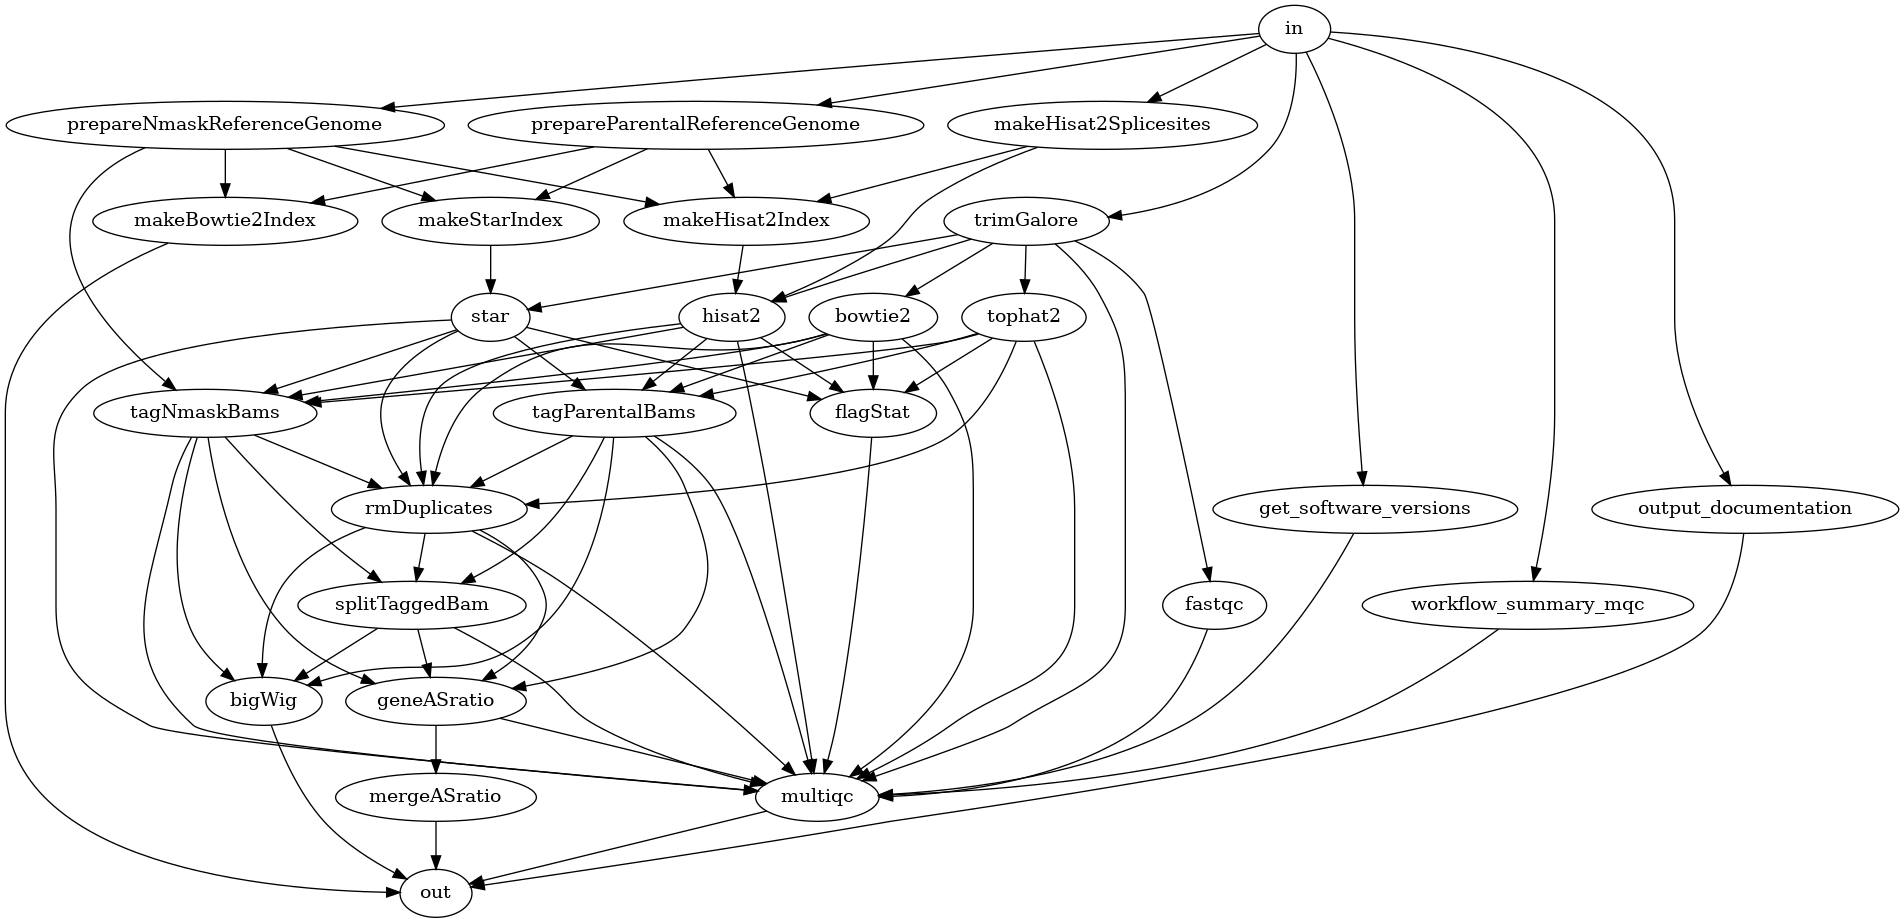 in
prepareNmaskReferenceGenome
prepareParentalReferenceGenome
makeHisat2Splicesites
makeBowtie2Index
makeStarIndex
makeHisat2Index
trimGalore
star
hisat2
bowtie2
tophat2
tagNmaskBams
tagParentalBams
flagStat
rmDuplicates
get_software_versions
output_documentation
splitTaggedBam
fastqc
workflow_summary_mqc
bigWig
geneASratio
mergeASratio
multiqc
out